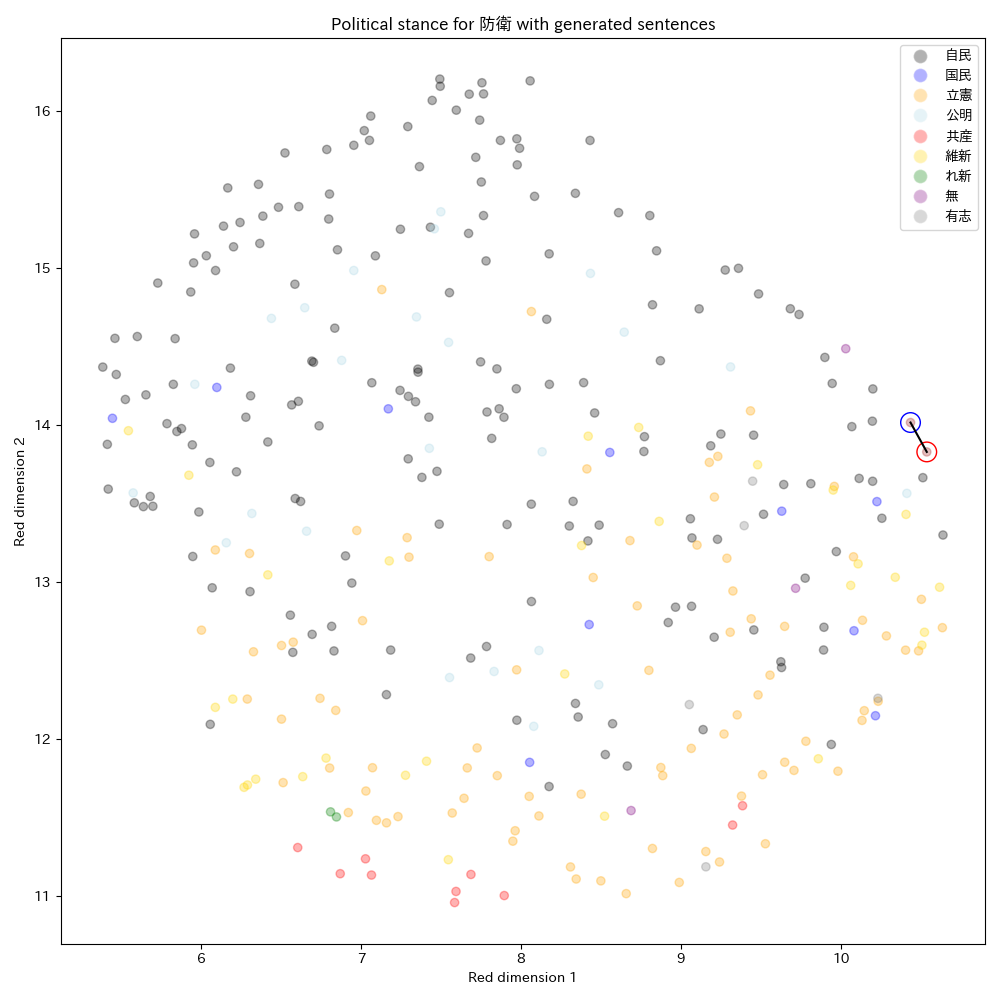 Political stance for 防衛 with generated sentences
自民
国民
立憲
公明
共産
維新
れ新
無
有志
16
15
14
13
12
11
Red dimension 2
6 7 8 9 10
Red dimension 1